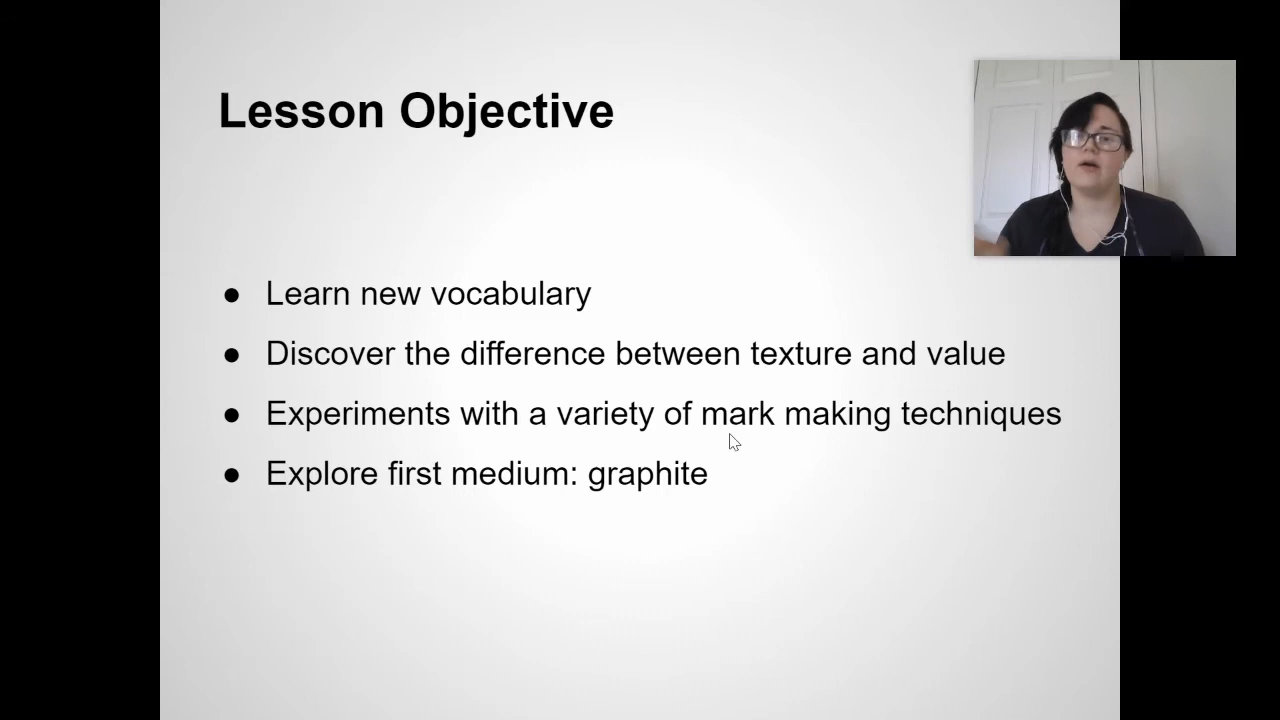 Lesson Objective
● Learn new vocabulary
● Discover the difference between texture and value
● Experiments with a variety of mark making techniques
● Explore first medium: graphite